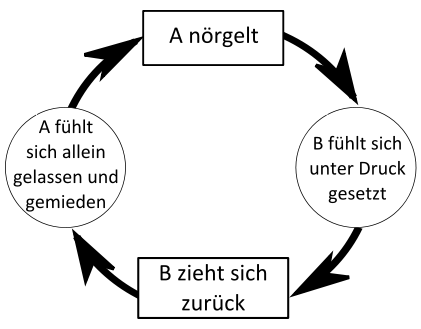 A nörgelt
B fühlt sich
unter Druck
gesetzt
B zieht sich
zurück
A fühlt
sich allein
gelassen und
gemieden